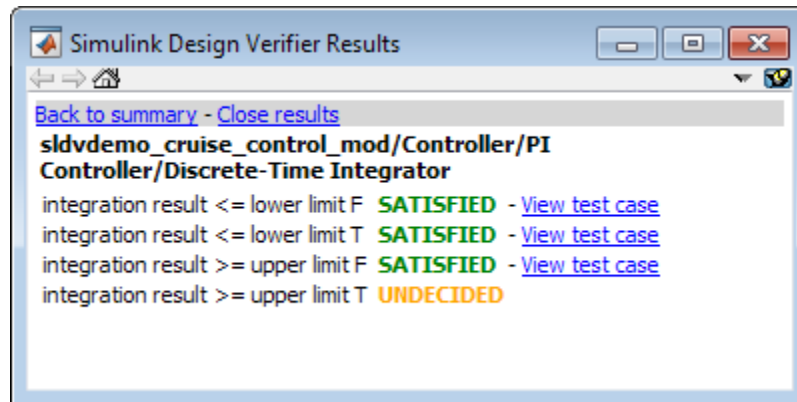 Simulink Design Verifier Results
Back to summary - Close results
sldvdemo_cruise_control_mod/Controller/PI
Controller/Discrete-Time Integrator
integration result <= lower limit F SATISFIED - View test case
integration result <= lower limit T SATISFIED - View test case
integration result >= upper limit F SATISFIED - View test case
integration result >= upper limit T UNDECIDED